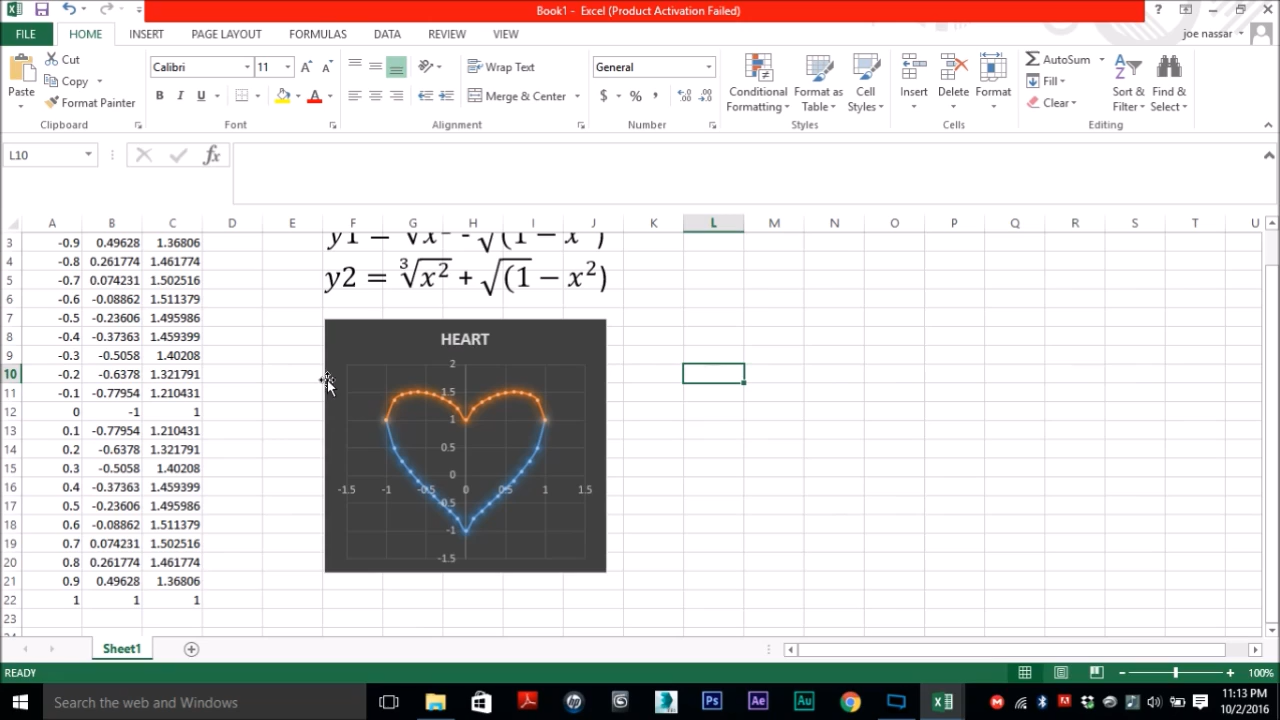 Book1 - Excel (Product Activation Failed)
FILE HOME INSERT PAGE LAYOUT FORMULAS DATA REVIEW VIEW joe nassar
Cut
Copy
Format Painter
Paste
Clipboard
Calibri 11
B I U
Font
Wrap Text
Merge & Center
Alignment
General
$ % ,
Number
Conditional Formatting
Format as Table
Cell Styles
Styles
Insert Delete Format
Cells
AutoSum
Fill
Clear
Sort & Filter
Find & Select
Editing
L10 fx
A B C D E F G H I J K L M N O P Q R S T U
3 -0.9 0.49628 1.36806
4 -0.8 0.261774 1.461774
5 -0.7 0.074231 1.502516
6 -0.6 -0.08862 1.511379
7 -0.5 -0.23606 1.495986
8 -0.4 -0.37363 1.459399
9 -0.3 -0.5058 1.40208
10 -0.2 -0.6378 1.321791
11 -0.1 -0.77954 1.210431
12 0 -1 1
13 0.1 -0.77954 1.210431
14 0.2 -0.6378 1.321791
15 0.3 -0.5058 1.40208
16 0.4 -0.37363 1.459399
17 0.5 -0.23606 1.495986
18 0.6 -0.08862 1.511379
19 0.7 0.074231 1.502516
20 0.8 0.261774 1.461774
21 0.9 0.49628 1.36806
22 1 1 1
23
y2 = ∛x² + √(1 − x²)
HEART
2
1.5
1
0.5
0
-1.5 -1 -0.5 0 0.5 1 1.5
-0.5
-1
-1.5
Sheet1
READY 100%
Search the web and Windows
Ps Ae Au
11:13 PM
10/2/2016